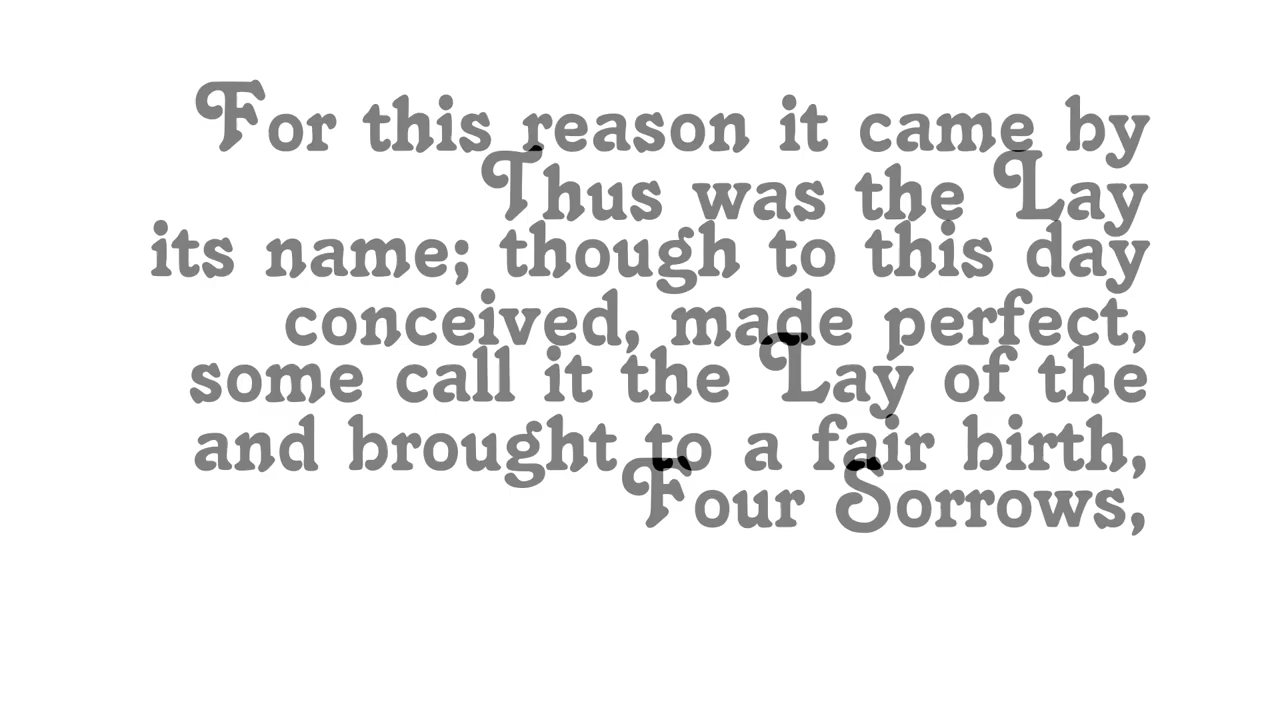 For this reason it came by
Thus was the Lay
its name; though to this day
conceived, made perfect,
some call it the Lay of the
and brought to a fair birth,
Four Sorrows,